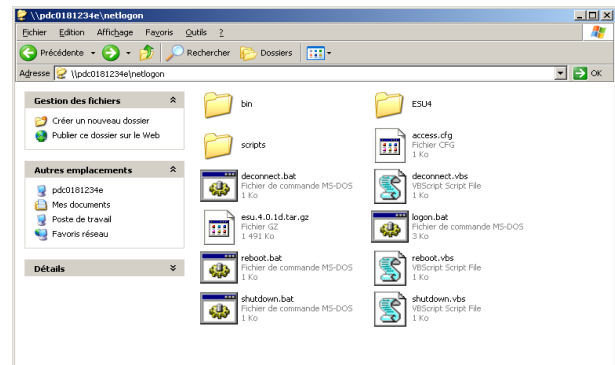 \\pdc0181234e\netlogon
Fichier Edition Affichage Favoris Outils ?
Précédente Rechercher Dossiers
Adresse \\pdc0181234e\netlogon OK
Gestion des fichiers
Créer un nouveau dossier
Publier ce dossier sur le Web
Autres emplacements
pdc0181234e
Mes documents
Poste de travail
Favoris réseau
Détails
bin
ESU4
scripts
access.cfg
Fichier CFG
1 Ko
deconnect.bat
Fichier de commande MS-DOS
1 Ko
deconnect.vbs
VBScript Script File
1 Ko
esu.4.0.1d.tar.gz
Fichier GZ
1 491 Ko
logon.bat
Fichier de commande MS-DOS
3 Ko
reboot.bat
Fichier de commande MS-DOS
1 Ko
reboot.vbs
VBScript Script File
1 Ko
shutdown.bat
Fichier de commande MS-DOS
1 Ko
shutdown.vbs
VBScript Script File
1 Ko